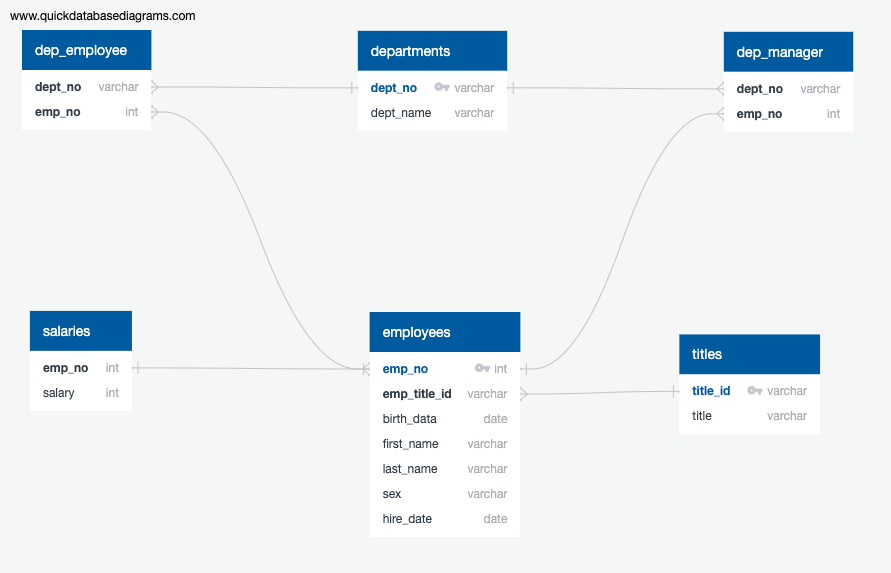 www.quickdatabasediagrams.com
dep_employee
dept_no varchar
emp_no int
departments
dept_no varchar
dept_name varchar
dep_manager
dept_no varchar
emp_no int
salaries
emp_no int
salary int
employees
emp_no int
emp_title_id varchar
birth_data date
first_name varchar
last_name varchar
sex varchar
hire_date date
titles
title_id varchar
title varchar